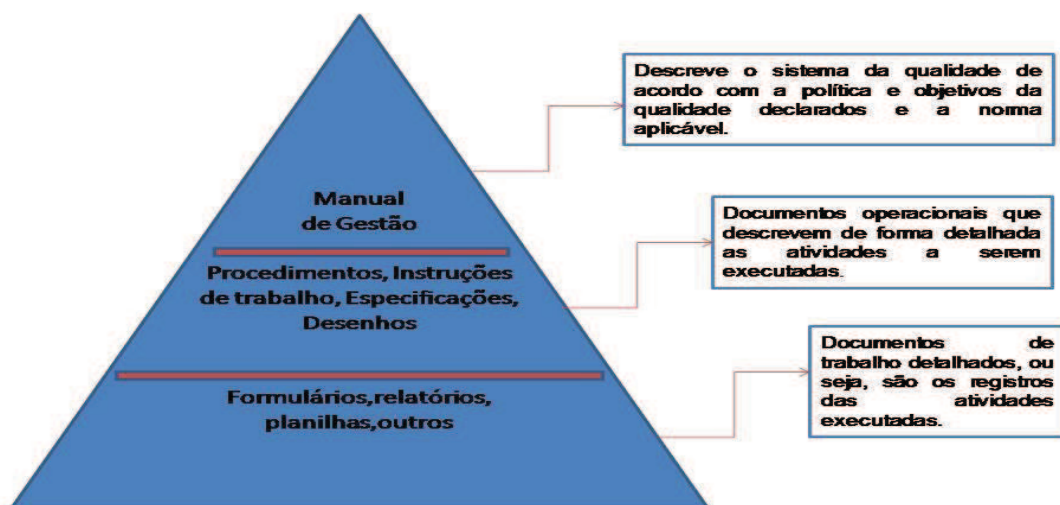 Manual
de Gestão
Procedimentos, Instruções
de trabalho, Especificações,
Desenhos
Formulários,relatórios,
planilhas,outros
Descreve o sistema da qualidade de
acordo com a política e objetivos da
qualidade declarados e a norma
aplicável.
Documentos operacionais que
descrevem de forma detalhada
as atividades a serem
executadas.
Documentos de
trabalho detalhados, ou
seja, são os registros
das atividades
executadas.